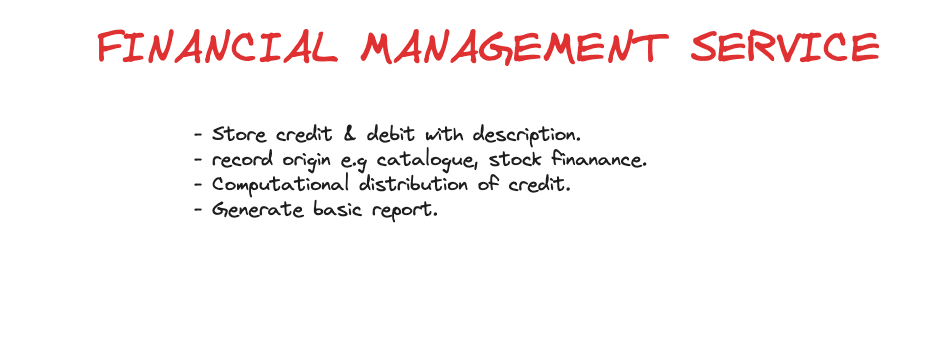 FINANCIAL MANAGEMENT SERVICE
- Store credit & debit with description.
- record origin e.g catalogue, stock finanance.
- Computational distribution of credit.
- Generate basic report.